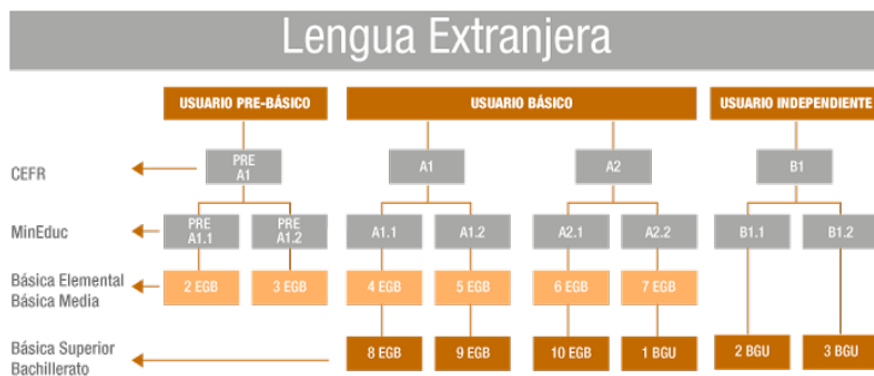 Lengua Extranjera
USUARIO PRE-BÁSICO USUARIO BÁSICO USUARIO INDEPENDIENTE
CEFR PRE A1 A1 A2 B1
MinEduc PRE A1.1 PRE A1.2 A1.1 A1.2 A2.1 A2.2 B1.1 B1.2
Básica Elemental
Básica Media
2 EGB 3 EGB 4 EGB 5 EGB 6 EGB 7 EGB
Básica Superior
Bachillerato
8 EGB 9 EGB 10 EGB 1 BGU 2 BGU 3 BGU